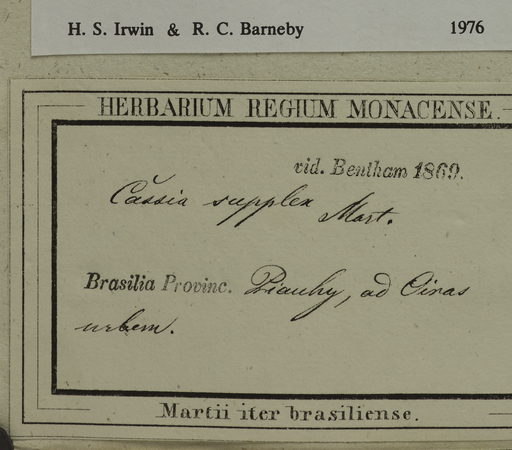 H. S. Irwin & R. C. Barneby 1976
HERBARIUM REGIUM MONACENSE.
vid. Bentham 1869.
Cassia supplex Mart.
Brasilia Provinc. Piauhy, ad Oiras
urbem.
Martii iter brasiliense.